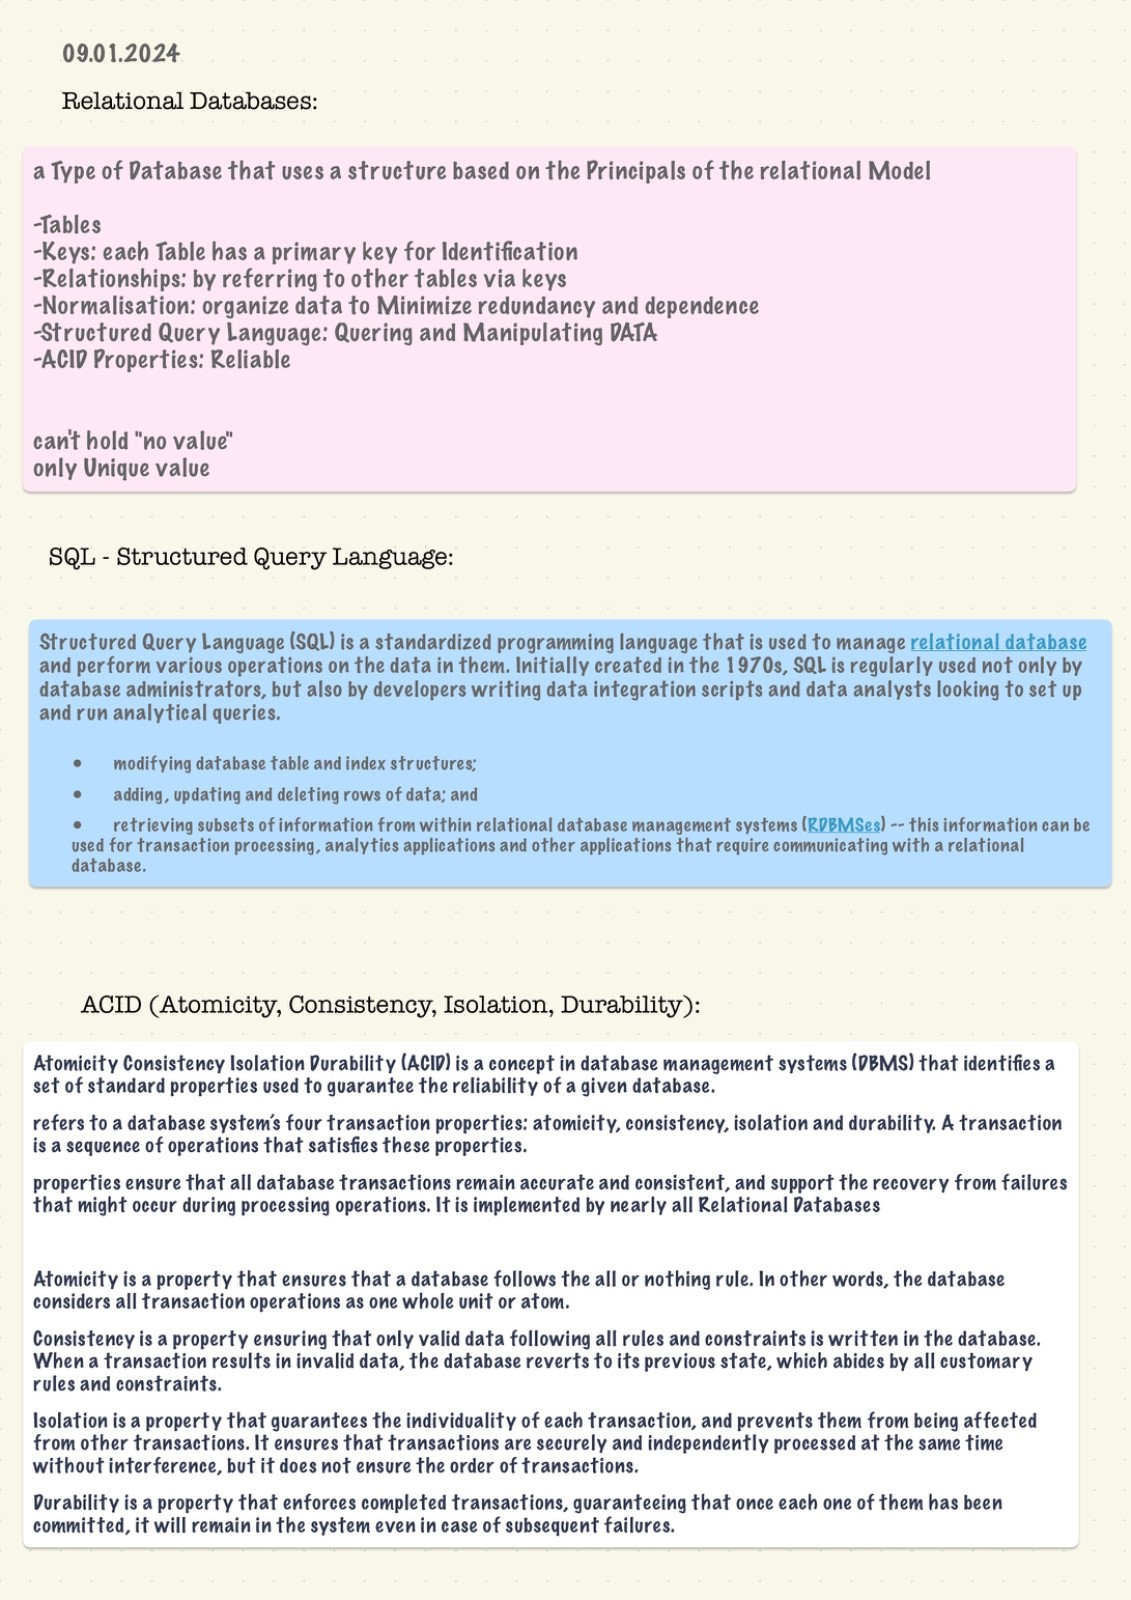 09.01.2024
Relational Databases:
a Type of Database that uses a structure based on the Principals of the relational Model
-Tables
-Keys: each Table has a primary key for Identification
-Relationships: by referring to other tables via keys
-Normalisation: organize data to Minimize redundancy and dependence
-Structured Query Language: Quering and Manipulating DATA
-ACID Properties: Reliable
can't hold "no value"
only Unique value
SQL - Structured Query Language:
Structured Query Language (SQL) is a standardized programming language that is used to manage relational database
and perform various operations on the data in them. Initially created in the 1970s, SQL is regularly used not only by
database administrators, but also by developers writing data integration scripts and data analysts looking to set up
and run analytical queries.
• modifying database table and index structures;
• adding, updating and deleting rows of data; and
• retrieving subsets of information from within relational database management systems (RDBMSes) -- this information can be
used for transaction processing, analytics applications and other applications that require communicating with a relational
database.
ACID (Atomicity, Consistency, Isolation, Durability):
Atomicity Consistency Isolation Durability (ACID) is a concept in database management systems (DBMS) that identifies a
set of standard properties used to guarantee the reliability of a given database.
refers to a database system's four transaction properties: atomicity, consistency, isolation and durability. A transaction
is a sequence of operations that satisfies these properties.
properties ensure that all database transactions remain accurate and consistent, and support the recovery from failures
that might occur during processing operations. It is implemented by nearly all Relational Databases
Atomicity is a property that ensures that a database follows the all or nothing rule. In other words, the database
considers all transaction operations as one whole unit or atom.
Consistency is a property ensuring that only valid data following all rules and constraints is written in the database.
When a transaction results in invalid data, the database reverts to its previous state, which abides by all customary
rules and constraints.
Isolation is a property that guarantees the individuality of each transaction, and prevents them from being affected
from other transactions. It ensures that transactions are securely and independently processed at the same time
without interference, but it does not ensure the order of transactions.
Durability is a property that enforces completed transactions, guaranteeing that once each one of them has been
committed, it will remain in the system even in case of subsequent failures.